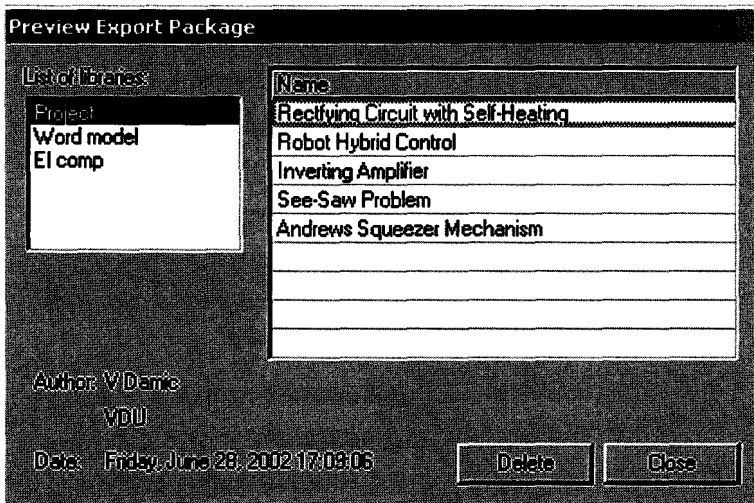 Preview Export Package
List of libraries:
Project
Word model
El comp
Name
Rectfying Circuit with Self-Heating
Robot Hybrid Control
Inverting Amplifier
See-Saw Problem
Andrews Squeezer Mechanism
Author: V Damic
VDU
Date: Friday, June 28, 2002 17:09:06
Delete
Close